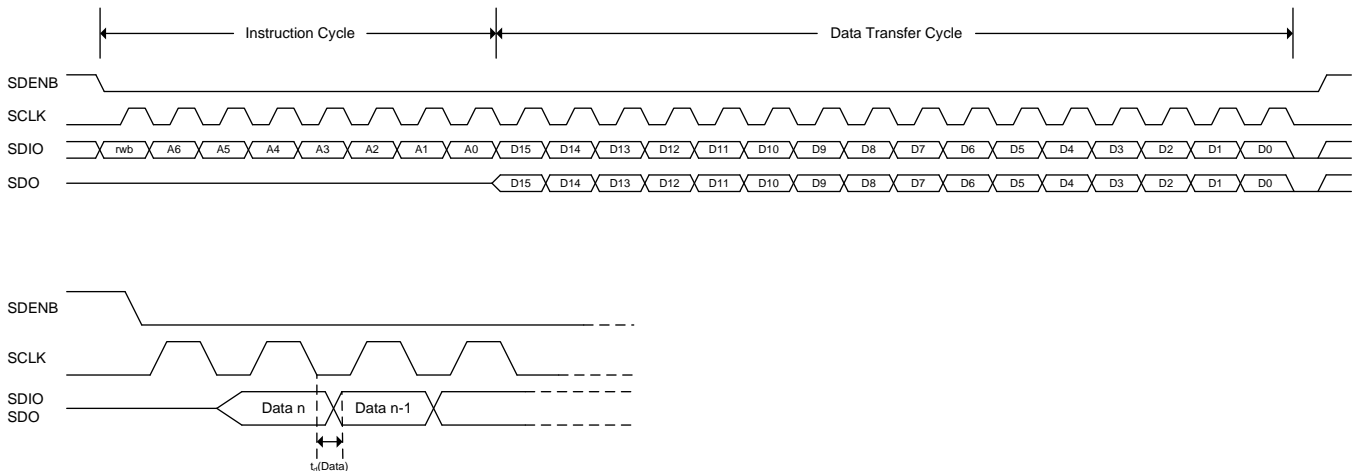 Instruction Cycle Data Transfer Cycle
SDENB
SCLK
SDIO rwb A6 A5 A4 A3 A2 A1 A0 D15 D14 D13 D12 D11 D10 D9 D8 D7 D6 D5 D4 D3 D2 D1 D0
SDO D15 D14 D13 D12 D11 D10 D9 D8 D7 D6 D5 D4 D3 D2 D1 D0
SDENB
SCLK
SDIO
SDO
Data n Data n-1
td(Data)